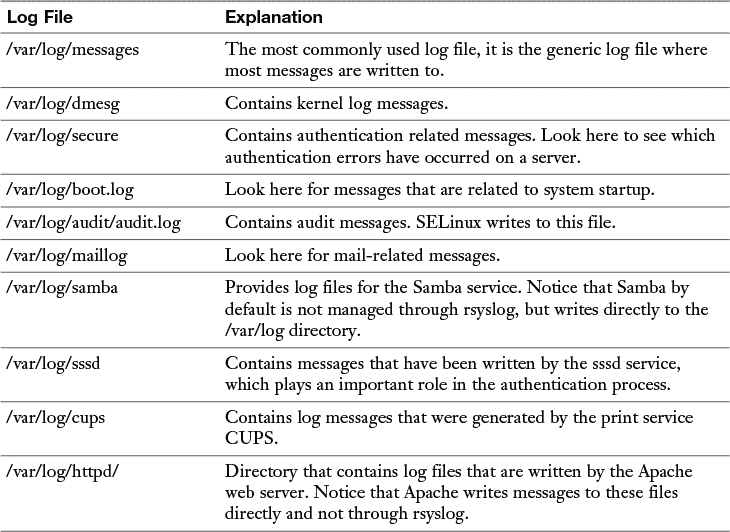 Log File Explanation
/var/log/messages The most commonly used log file, it is the generic log file where
most messages are written to.
/var/log/dmesg Contains kernel log messages.
/var/log/secure Contains authentication related messages. Look here to see which
authentication errors have occurred on a server.
/var/log/boot.log Look here for messages that are related to system startup.
/var/log/audit/audit.log Contains audit messages. SELinux writes to this file.
/var/log/maillog Look here for mail-related messages.
/var/log/samba Provides log files for the Samba service. Notice that Samba by
default is not managed through rsyslog, but writes directly to the
/var/log directory.
/var/log/sssd Contains messages that have been written by the sssd service,
which plays an important role in the authentication process.
/var/log/cups Contains log messages that were generated by the print service
CUPS.
/var/log/httpd/ Directory that contains log files that are written by the Apache
web server. Notice that Apache writes messages to these files
directly and not through rsyslog.